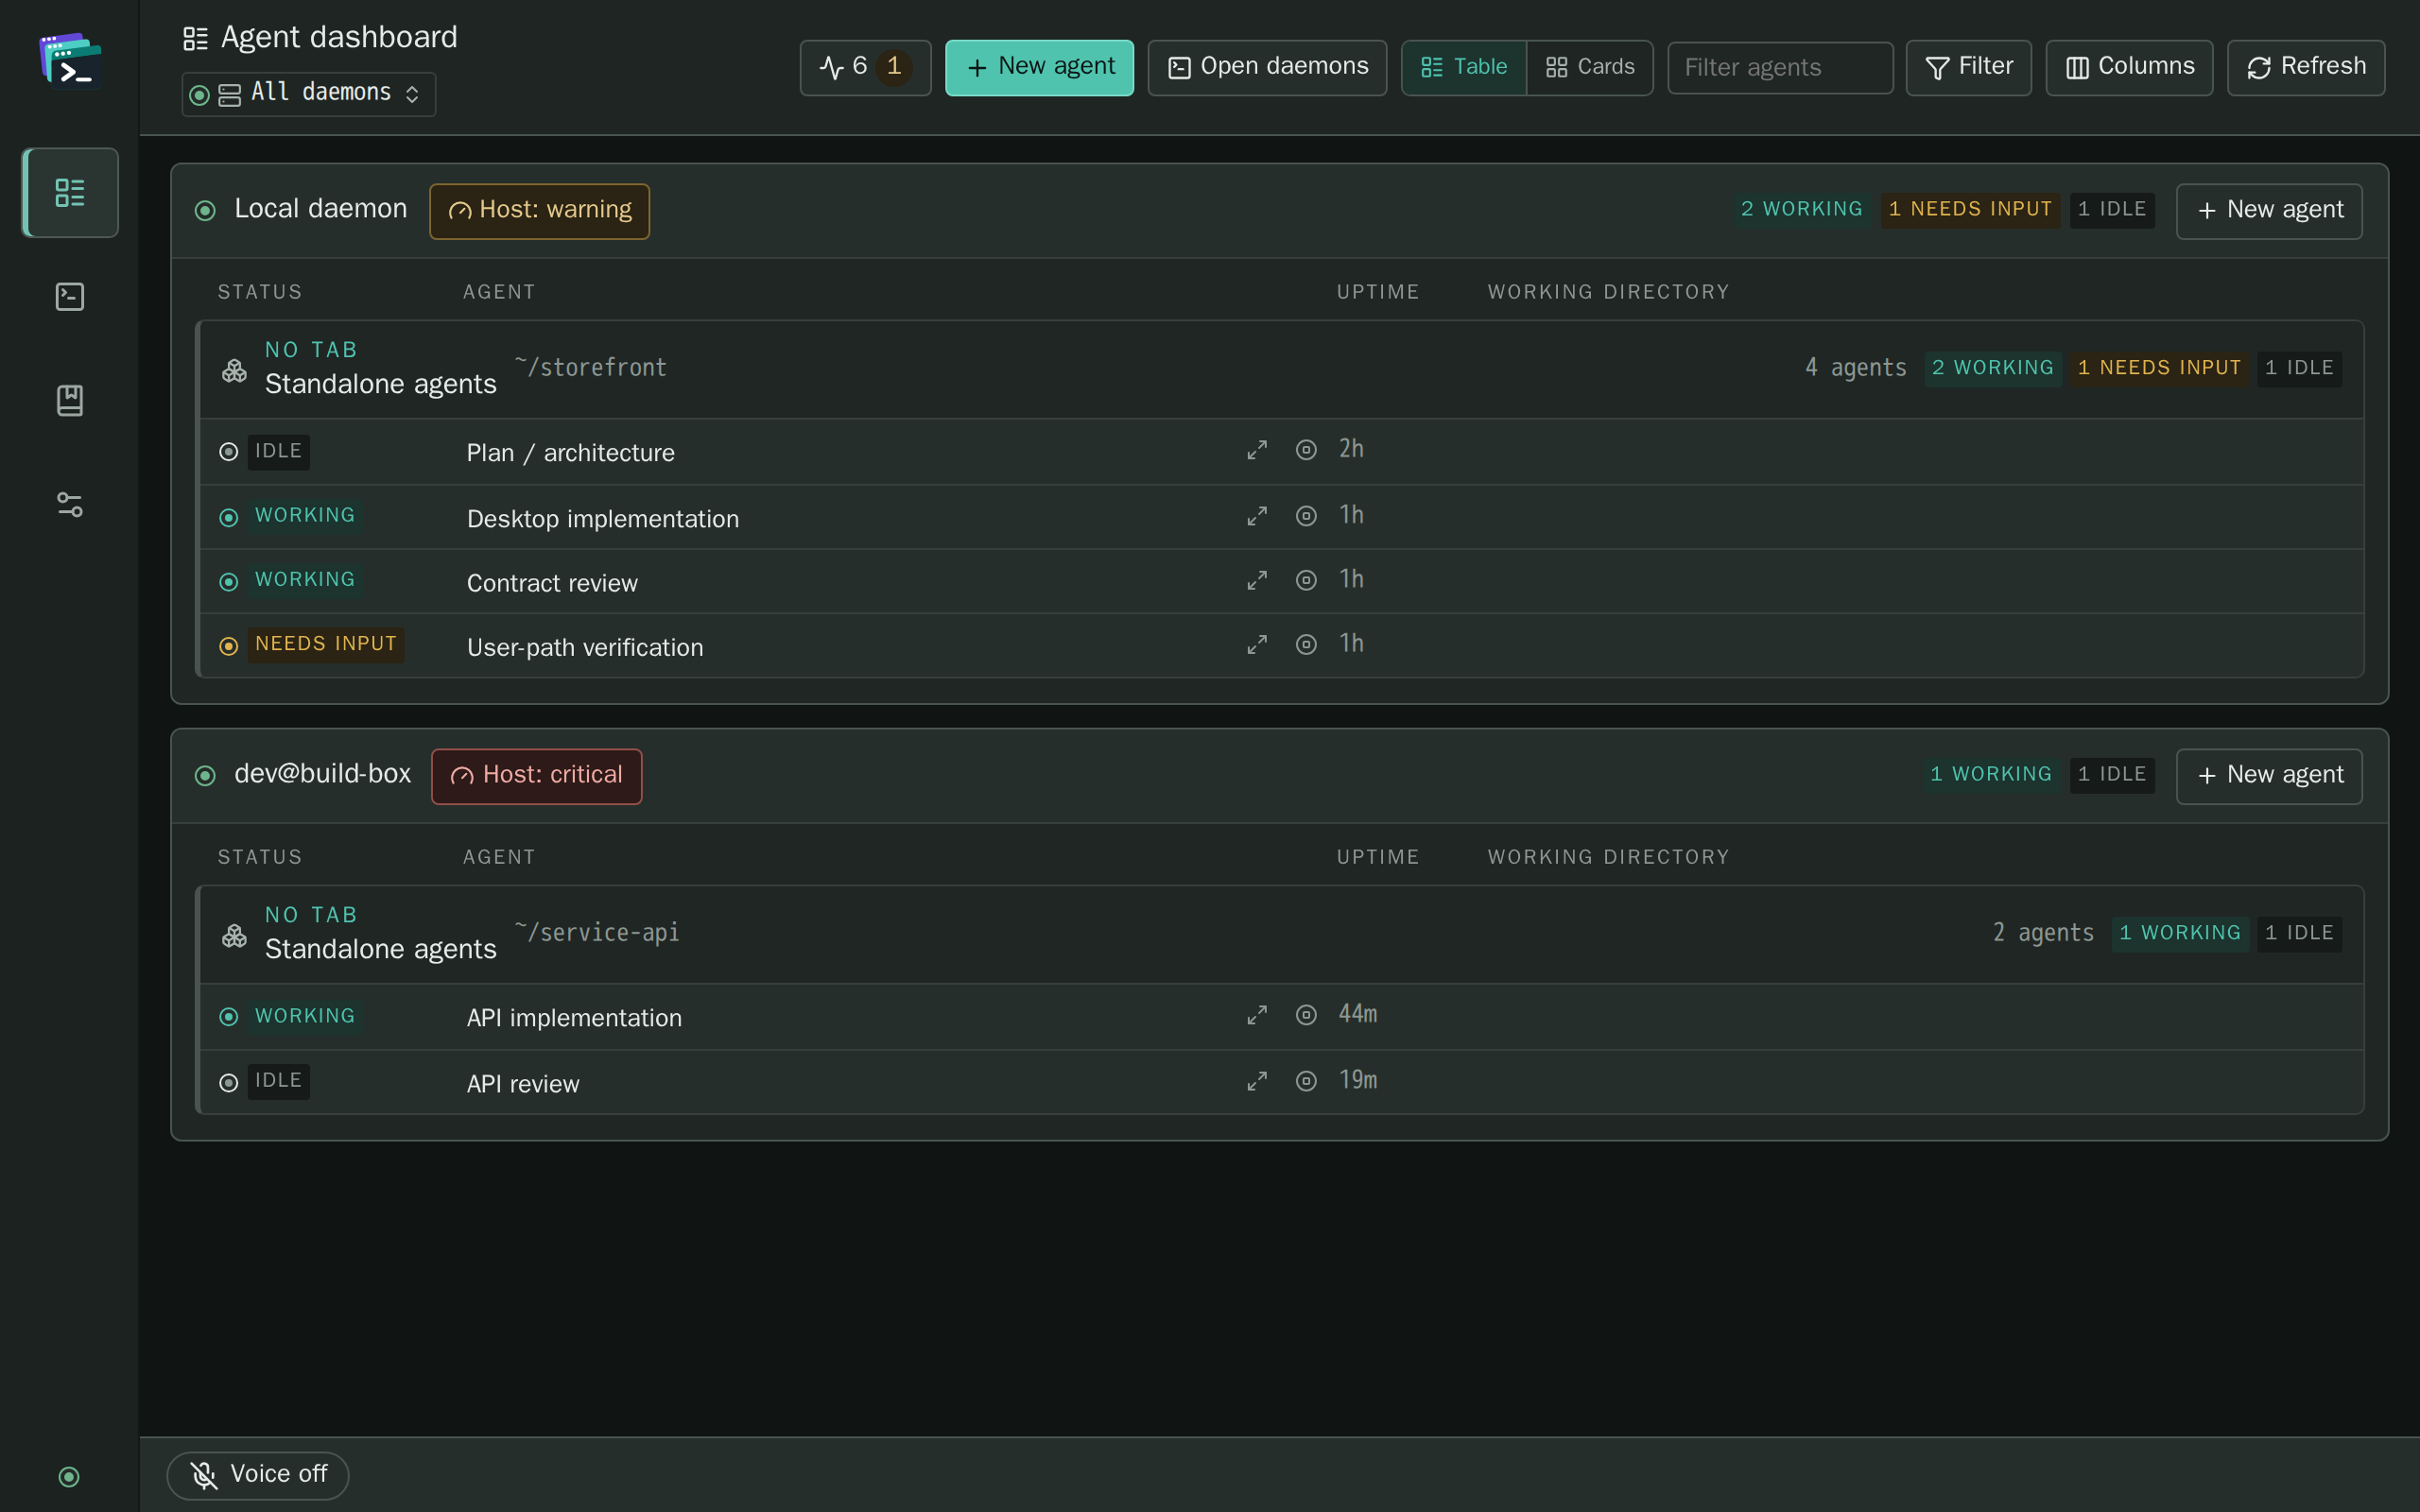 Agent dashboard
All daemons
6 1
New agent
Open daemons
Table
Cards
Filter agents
Filter
Columns
Refresh
Local daemon
Host: warning
2 WORKING
1 NEEDS INPUT
1 IDLE
New agent
STATUS
AGENT
UPTIME
WORKING DIRECTORY
NO TAB
Standalone agents
~/storefront
4 agents
2 WORKING
1 NEEDS INPUT
1 IDLE
IDLE
Plan / architecture
2h
WORKING
Desktop implementation
1h
WORKING
Contract review
1h
NEEDS INPUT
User-path verification
1h
dev@build-box
Host: critical
1 WORKING
1 IDLE
New agent
STATUS
AGENT
UPTIME
WORKING DIRECTORY
NO TAB
Standalone agents
~/service-api
2 agents
1 WORKING
1 IDLE
WORKING
API implementation
44m
IDLE
API review
19m
Voice off